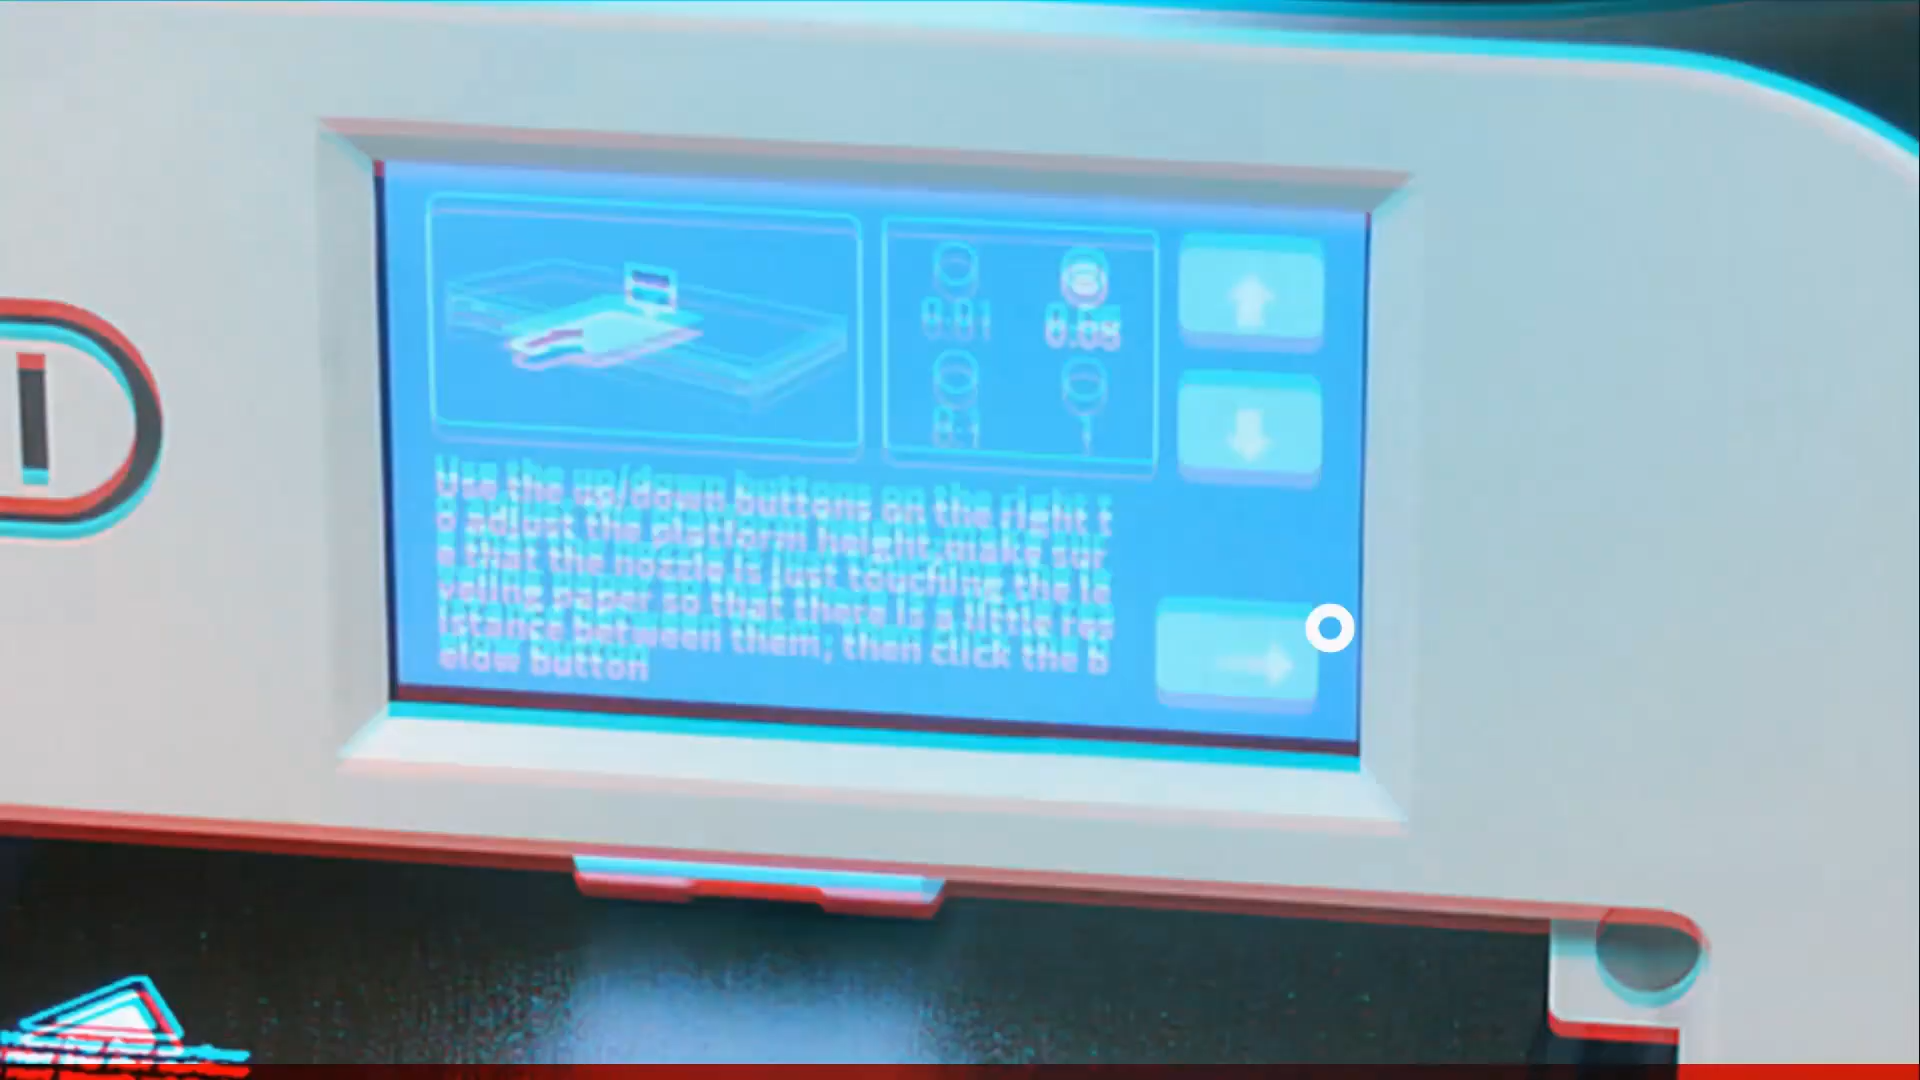 0.01
0.05
0.1
1
Use the up/down buttons on the right t
o adjust the platform height,make sur
e that the nozzle is just touching the le
veling paper so that there is a little res
istance between them, then click the b
elow button